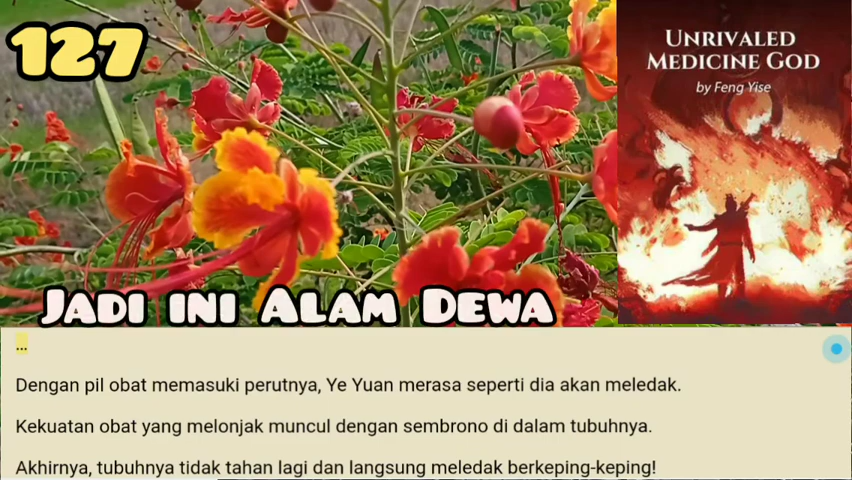 127
UNRIVALED
MEDICINE GOD
by Feng Yise
JADI INI ALAM DEWA
...
Dengan pil obat memasuki perutnya, Ye Yuan merasa seperti dia akan meledak.
Kekuatan obat yang melonjak muncul dengan sembrono di dalam tubuhnya.
Akhirnya, tubuhnya tidak tahan lagi dan langsung meledak berkeping-keping!